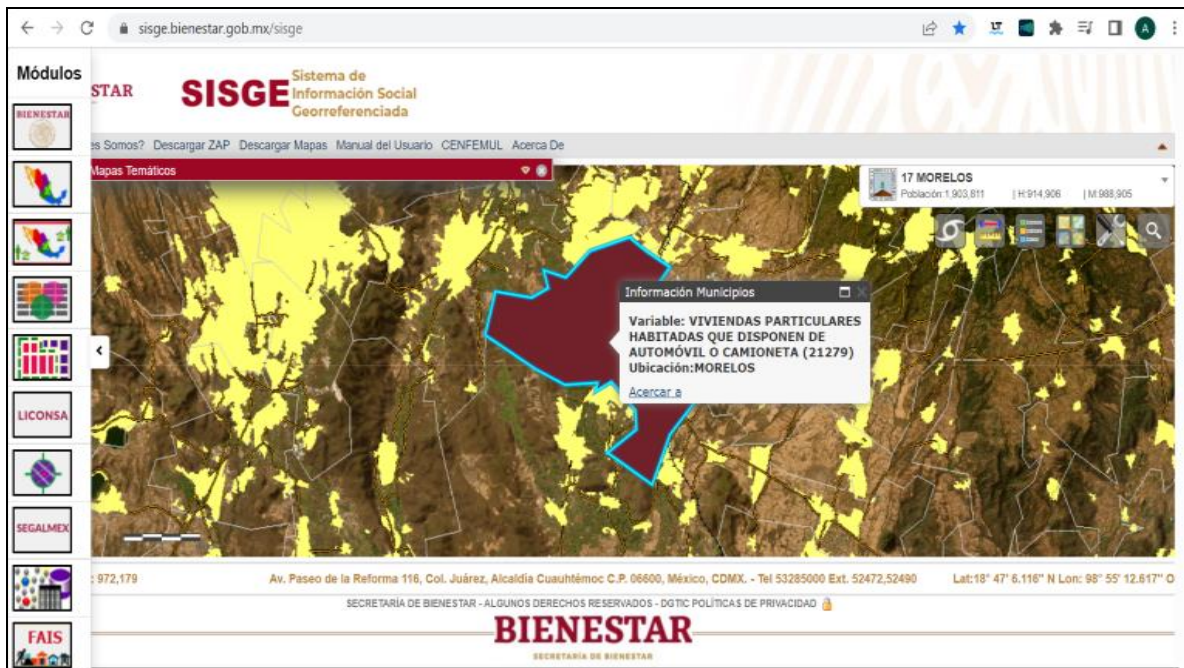 sisge.bienestar.gob.mx/sisge
A
Módulos
STAR
SISGE
Sistema de
Información Social
Georreferenciada
BIENESTAR
es Somos? Descargar ZAP Descargar Mapas Manual del Usuario CENFEMUL Acerca De
Mapas Temáticos
17 MORELOS
Población:1,903,811 | H:914,906 | M:988,905
Información Municipios
Variable: VIVIENDAS PARTICULARES
HABITADAS QUE DISPONEN DE
AUTOMÓVIL O CAMIONETA (21279)
Ubicación:MORELOS
Acercar a
LICONSA
SEGALMEX
FAIS
: 972,179
Av. Paseo de la Reforma 116, Col. Juárez, Alcaldía Cuauhtémoc C.P. 06600, México, CDMX. - Tel 53285000 Ext. 52472,52490
Lat:18° 47' 6.116" N Lon: 98° 55' 12.617" O
SECRETARÍA DE BIENESTAR - ALGUNOS DERECHOS RESERVADOS - DGTIC POLÍTICAS DE PRIVACIDAD
BIENESTAR
SECRETARÍA DE BIENESTAR